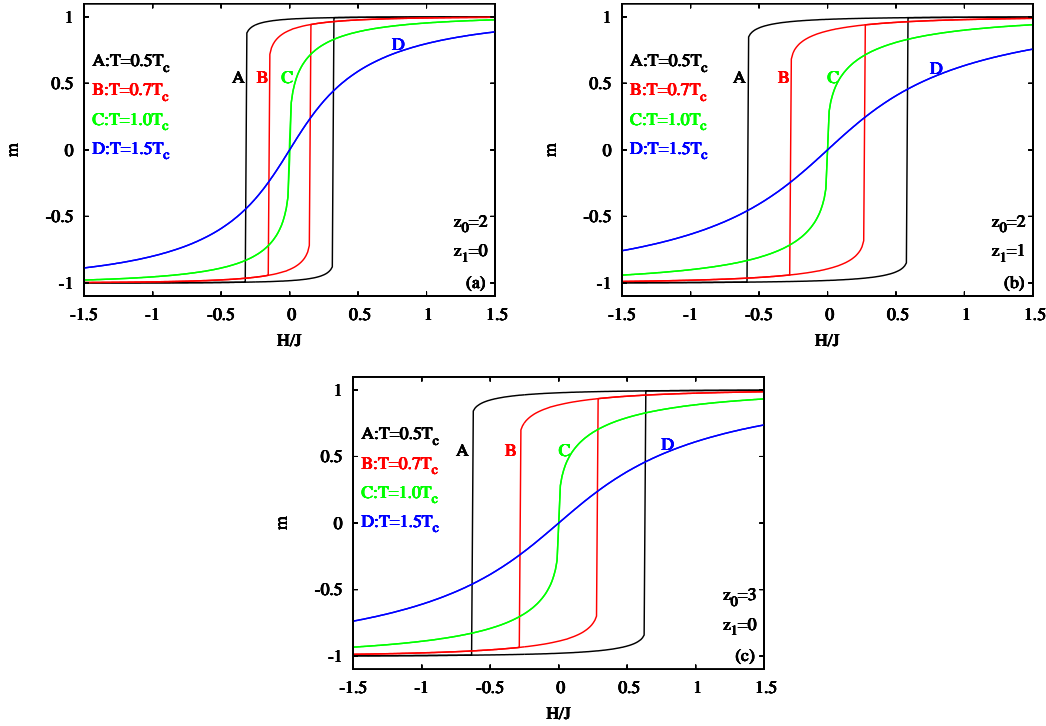 1
0.5
0
-0.5
-1
m
A:T=0.5Tc
B:T=0.7Tc
C:T=1.0Tc
D:T=1.5Tc
A
B
C
D
z0=2
z1=0
(a)
-1.5 -1 -0.5 0 0.5 1 1.5
H/J
1
0.5
0
-0.5
-1
m
A:T=0.5Tc
B:T=0.7Tc
C:T=1.0Tc
D:T=1.5Tc
A
B
C
D
z0=2
z1=1
(b)
-1.5 -1 -0.5 0 0.5 1 1.5
H/J
1
0.5
0
-0.5
-1
m
A:T=0.5Tc
B:T=0.7Tc
C:T=1.0Tc
D:T=1.5Tc
A
B
C
D
z0=3
z1=0
(c)
-1.5 -1 -0.5 0 0.5 1 1.5
H/J